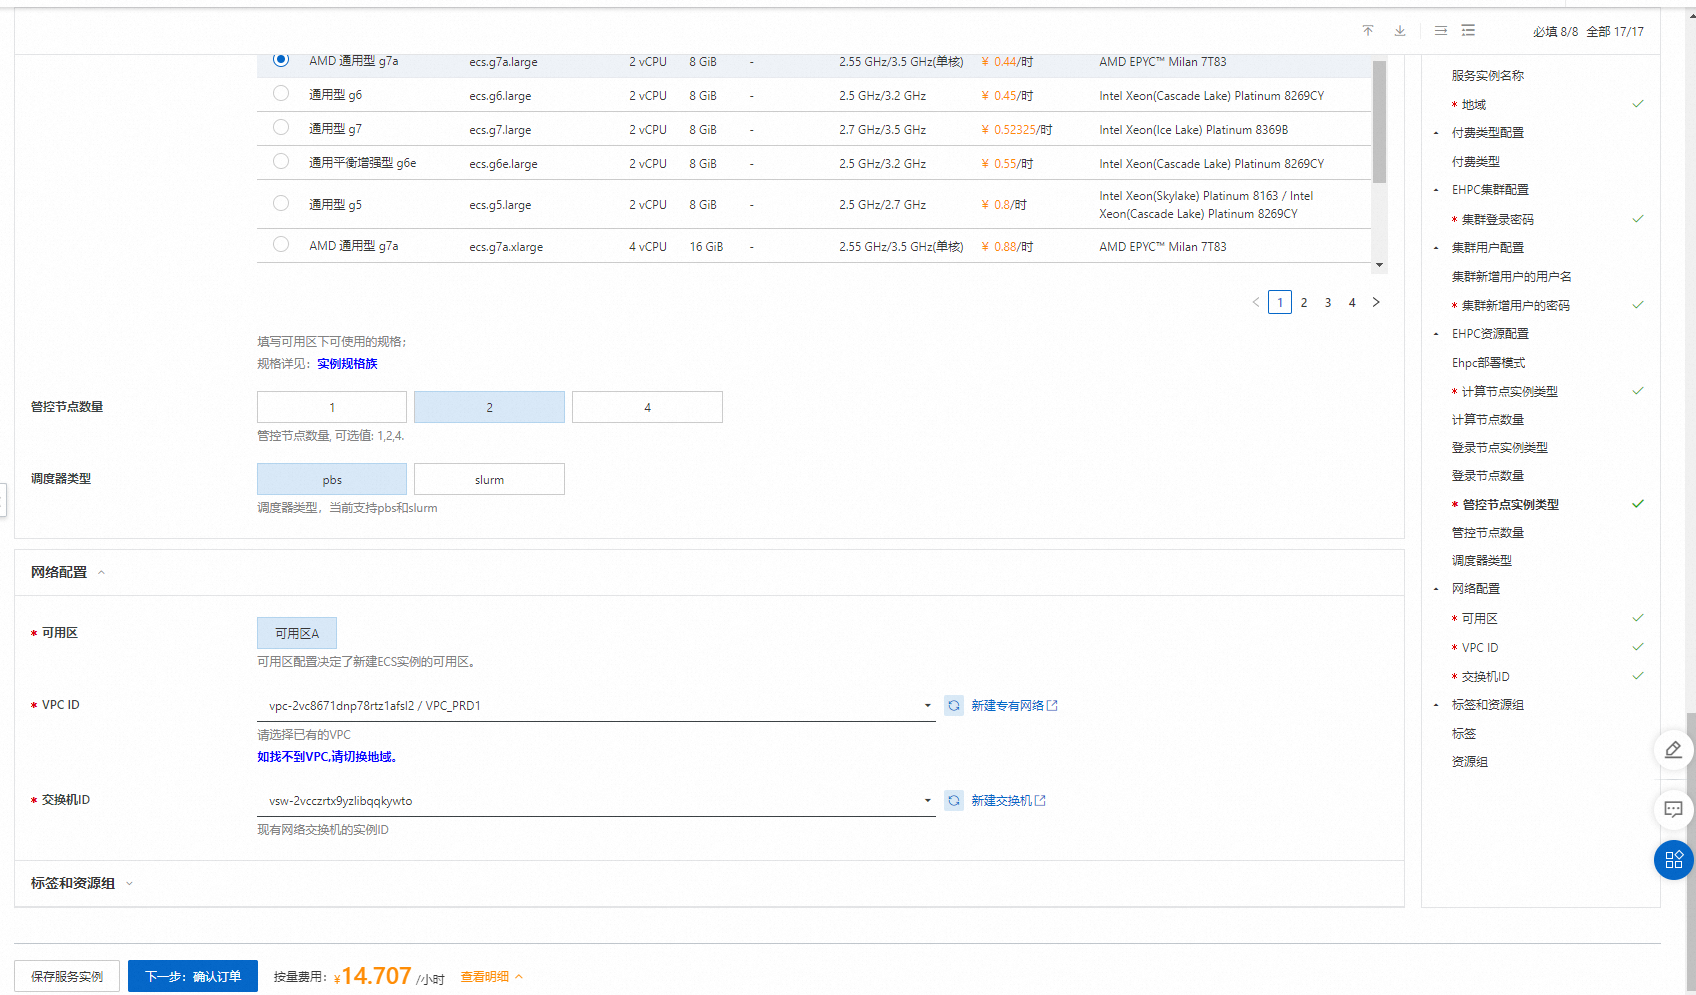 必填 8/8 全部 17/17
AMD 通用型 g7a ecs.g7a.large 2 vCPU 8 GiB - 2.55 GHz/3.5 GHz(单核) ¥ 0.44/时 AMD EPYC™ Milan 7T83
通用型 g6 ecs.g6.large 2 vCPU 8 GiB - 2.5 GHz/3.2 GHz ¥ 0.45/时 Intel Xeon(Cascade Lake) Platinum 8269CY
通用型 g7 ecs.g7.large 2 vCPU 8 GiB - 2.7 GHz/3.5 GHz ¥ 0.52325/时 Intel Xeon(Ice Lake) Platinum 8369B
通用平衡增强型 g6e ecs.g6e.large 2 vCPU 8 GiB - 2.5 GHz/3.2 GHz ¥ 0.55/时 Intel Xeon(Cascade Lake) Platinum 8269CY
通用型 g5 ecs.g5.large 2 vCPU 8 GiB - 2.5 GHz/2.7 GHz ¥ 0.8/时 Intel Xeon(Skylake) Platinum 8163 / Intel
Xeon(Cascade Lake) Platinum 8269CY
AMD 通用型 g7a ecs.g7a.xlarge 4 vCPU 16 GiB - 2.55 GHz/3.5 GHz(单核) ¥ 0.88/时 AMD EPYC™ Milan 7T83
1 2 3 4
填写可用区下可使用的规格;
规格详见: 实例规格族
管控节点数量
1 2 4
管控节点数量, 可选值: 1,2,4.
调度器类型
pbs slurm
调度器类型，当前支持pbs和slurm
网络配置
* 可用区
可用区A
可用区配置决定了新建ECS实例的可用区。
* VPC ID
vpc-2vc8671dnp78rtz1afsl2 / VPC_PRD1
新建专有网络
请选择已有的VPC
如找不到VPC,请切换地域。
* 交换机ID
vsw-2vcczrtx9yzlibqqkywto
新建交换机
现有网络交换机的实例ID
标签和资源组
服务实例名称
* 地域
付费类型配置
付费类型
EHPC集群配置
* 集群登录密码
集群用户配置
集群新增用户的用户名
* 集群新增用户的密码
EHPC资源配置
Ehpc部署模式
* 计算节点实例类型
计算节点数量
登录节点实例类型
登录节点数量
* 管控节点实例类型
管控节点数量
调度器类型
网络配置
* 可用区
* VPC ID
* 交换机ID
标签和资源组
标签
资源组
保存服务实例
下一步：确认订单
按量费用: ¥14.707 /小时
查看明细